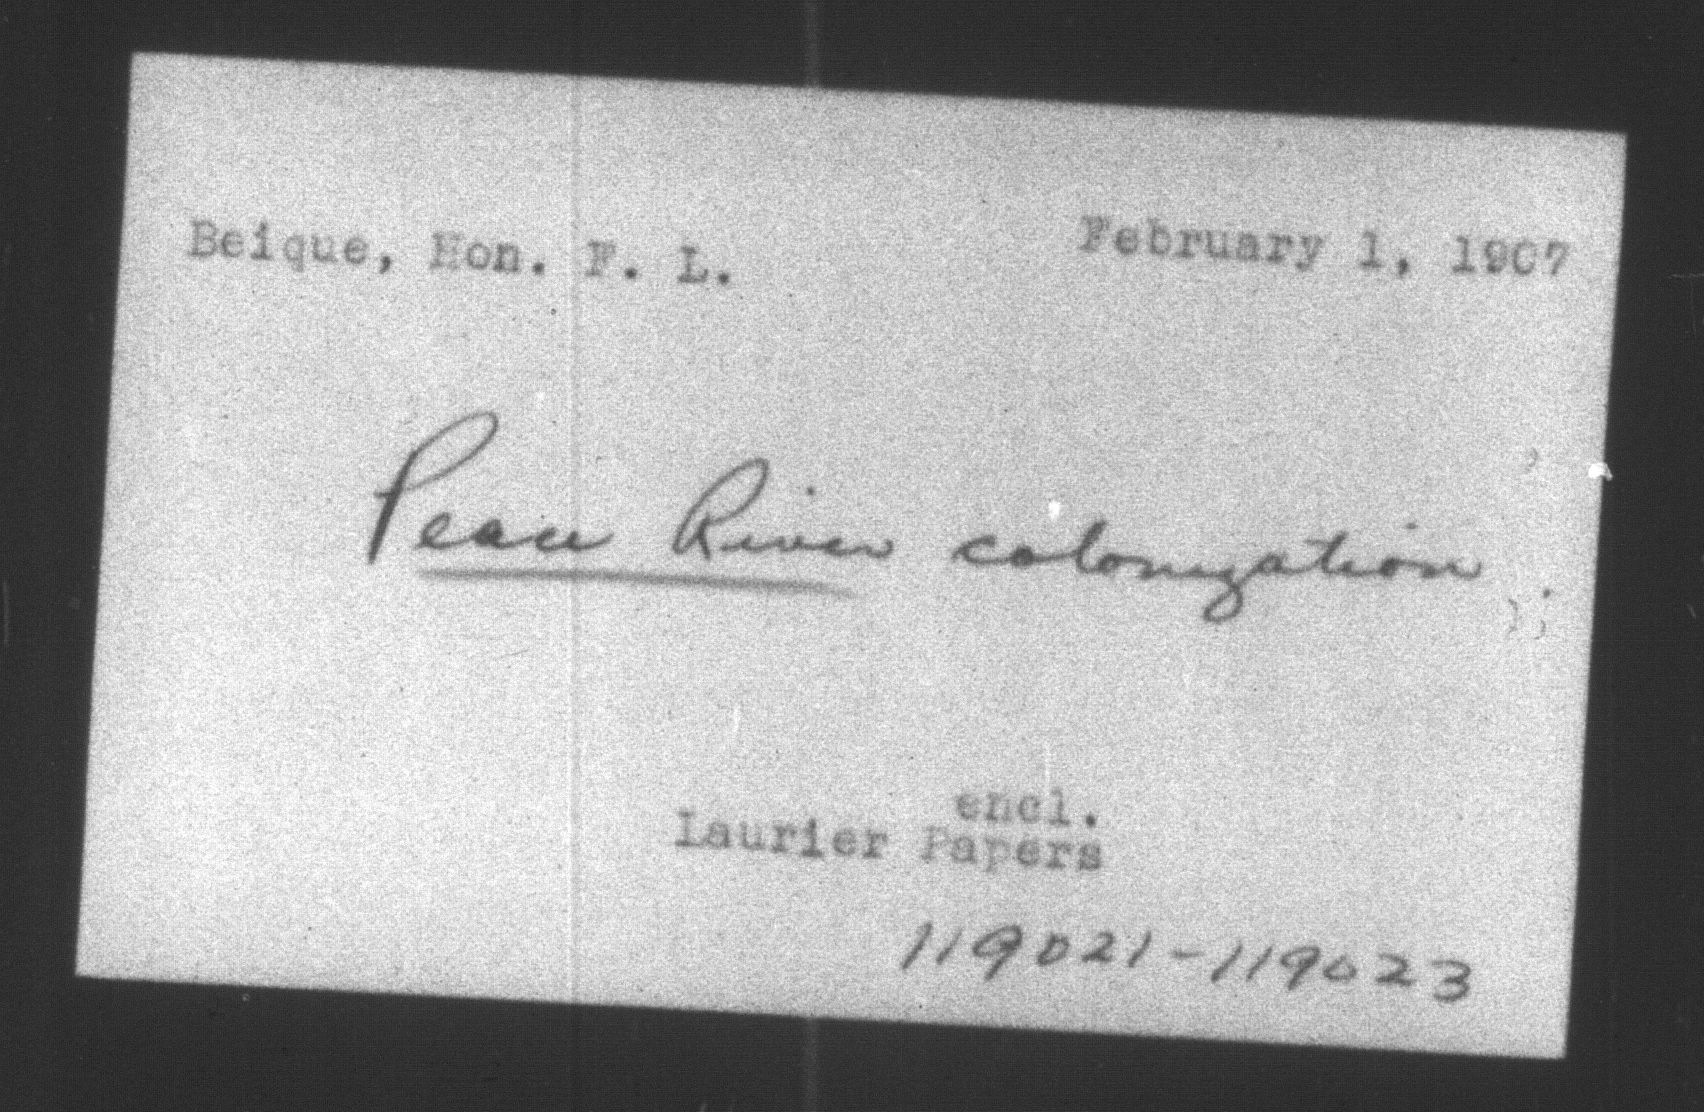 Beique, Hon. F. L. February 1, 1907
Peace River colonization
encl.
Laurier Papers
119021-119023